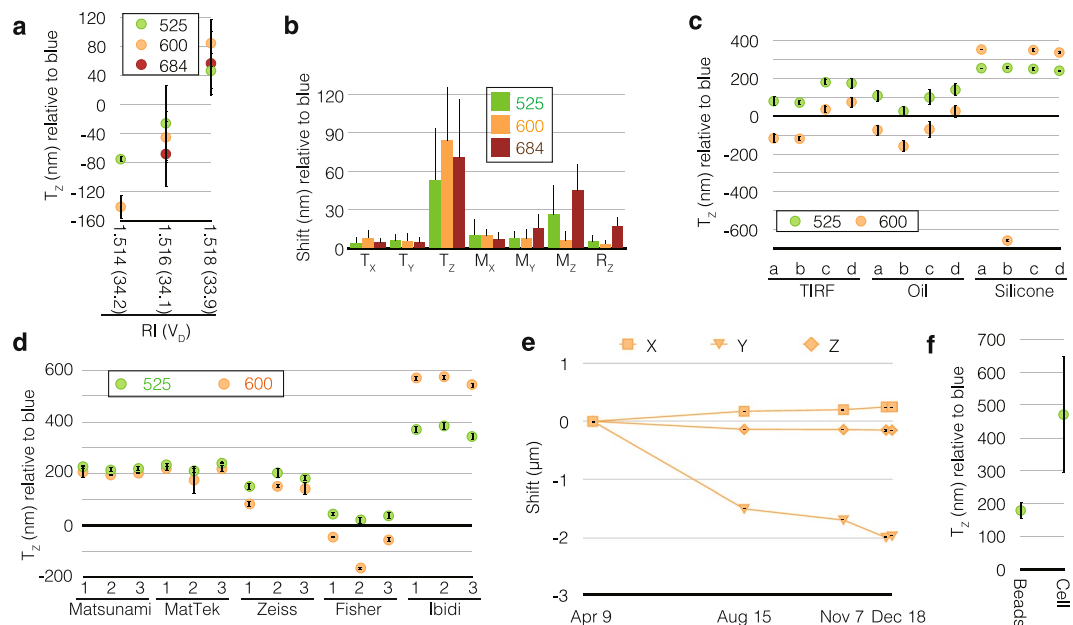 a
T_Z (nm) relative to blue
120
80
40
0
-40
-80
-120
-160
525
600
684
1.514 (34.2)
1.516 (34.1)
1.518 (33.9)
RI (V_D)
b
Shift (nm) relative to blue
120
90
60
30
0
525
600
684
T_X T_Y T_Z M_X M_Y M_Z R_Z
c
T_Z (nm) relative to blue
400
200
0
-200
-400
-600
525 600
a b c d a b c d a b c d
TIRF Oil Silicone
d
T_Z (nm) relative to blue
600
400
200
0
-200
525 600
1 2 3 1 2 3 1 2 3 1 2 3 1 2 3
Matsunami MatTek Zeiss Fisher Ibidi
e
X Y Z
Shift (µm)
1
0
-1
-2
-3
Apr 9 Aug 15 Nov 7 Dec 18
f
T_Z (nm) relative to blue
700
600
500
400
300
200
100
0
Beads
Cell